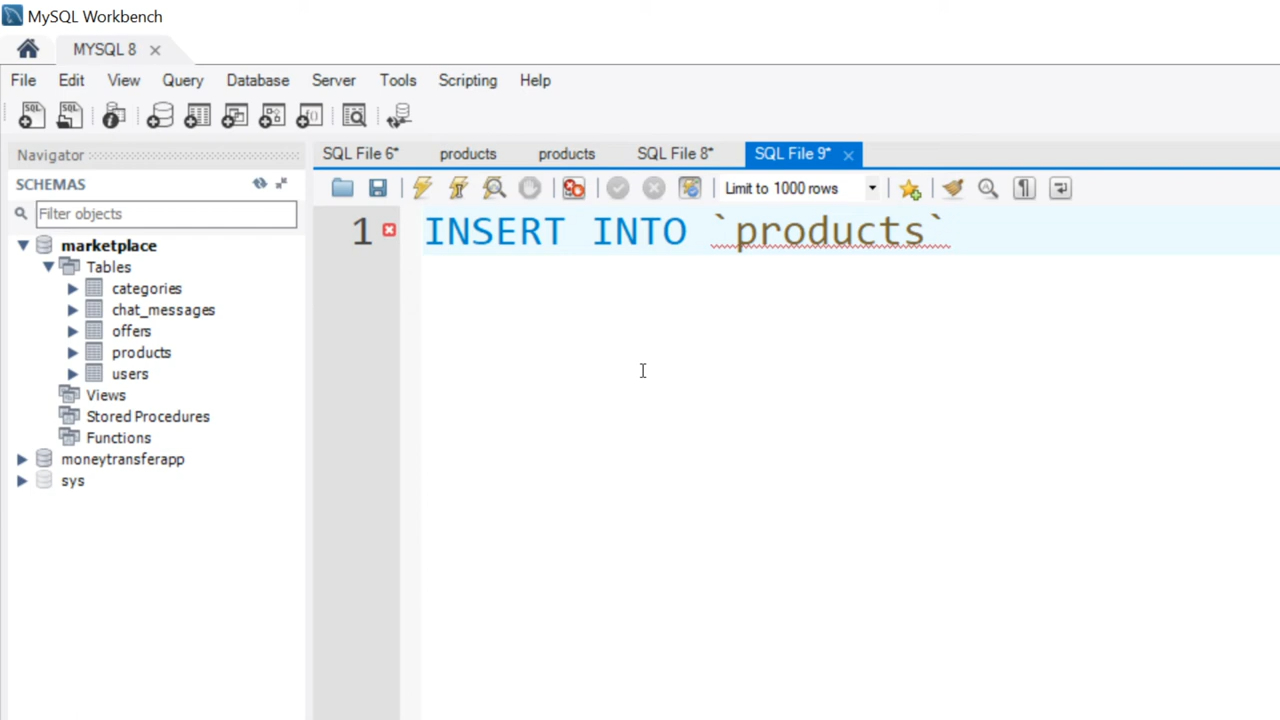 MySQL Workbench
MYSQL 8
File Edit View Query Database Server Tools Scripting Help
Navigator
SQL File 6* products products SQL File 8* SQL File 9*
SCHEMAS
Limit to 1000 rows
Filter objects
1 INSERT INTO `products`
marketplace
Tables
categories
chat_messages
offers
products
users
Views
Stored Procedures
Functions
moneytransferapp
sys